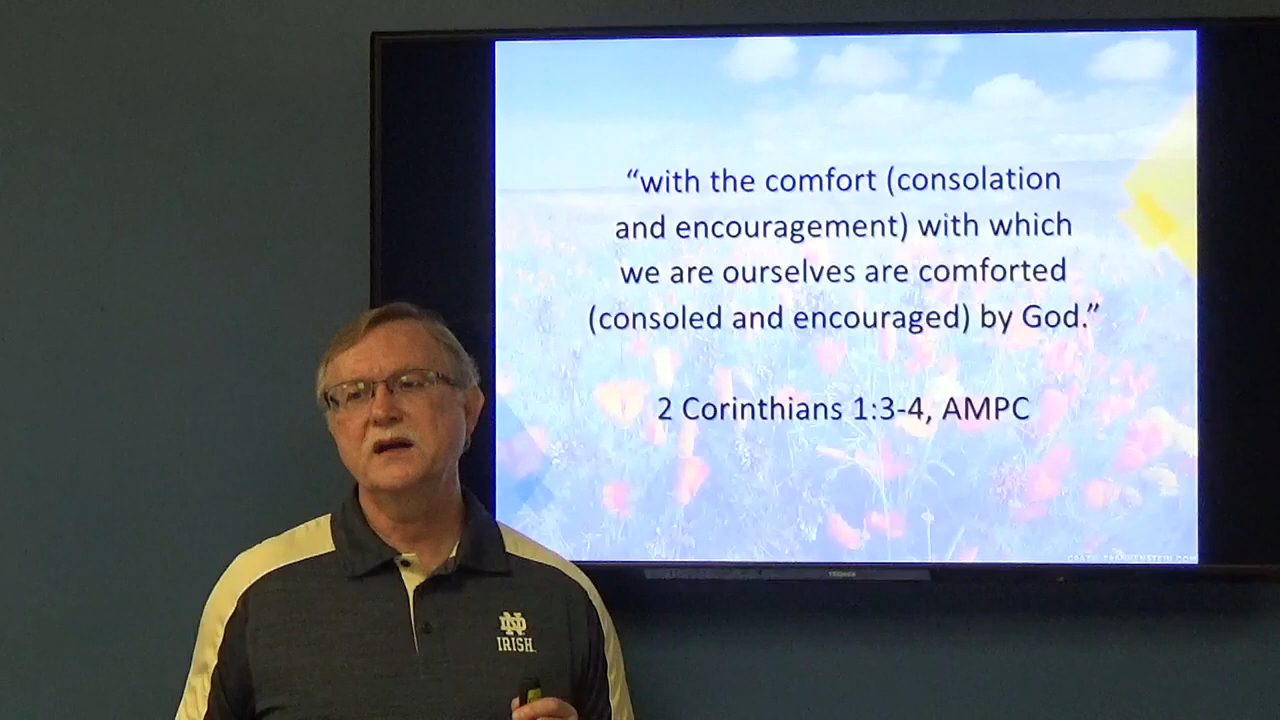 “with the comfort (consolation
and encouragement) with which
we are ourselves are comforted
(consoled and encouraged) by God.”
2 Corinthians 1:3-4, AMPC
ND
IRISH